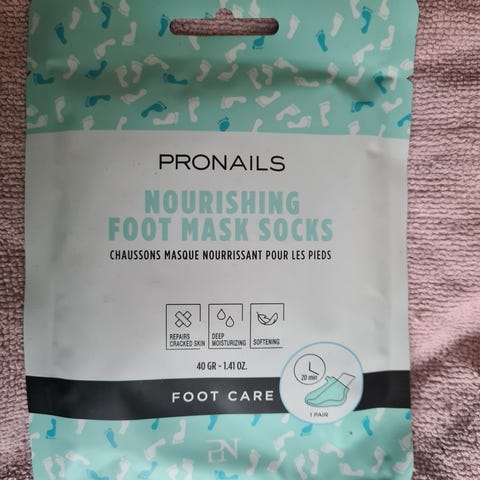 PRONAILS
NOURISHING
FOOT MASK SOCKS
CHAUSSONS MASQUE NOURRISSANT POUR LES PIEDS
REPAIRS
CRACKED SKIN
DEEP
MOISTURIZING
SOFTENING
40 GR - 1.41 OZ.
20 min
FOOT CARE
1 PAIR
PN